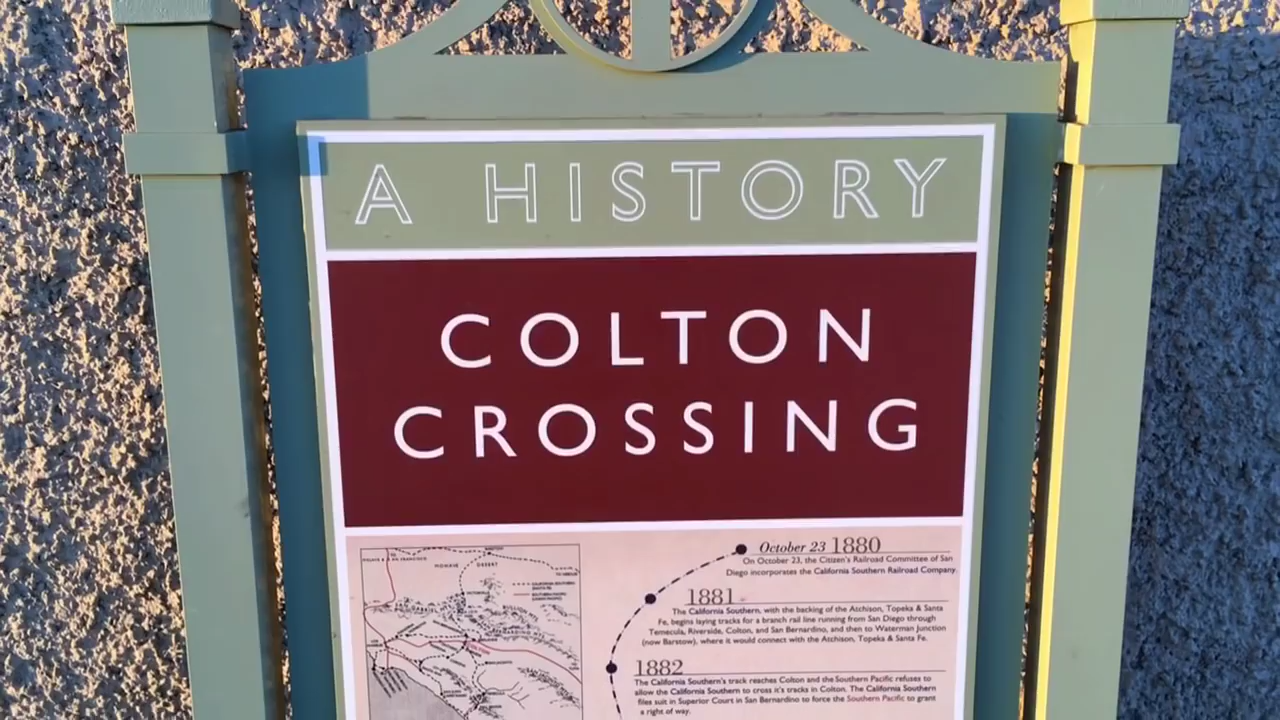 A HISTORY
COLTON
CROSSING
October 23 1880
On October 23, the Citizen's Railroad Committee of San
Diego incorporates the California Southern Railroad Company.
1881
The California Southern, with the backing of the Atchison, Topeka & Santa
Fe, begins laying tracks for a branch rail line running from San Diego through
Temecula, Riverside, Colton, and San Bernardino, and then to Waterman Junction
(now Barstow), where it would connect with the Atchison, Topeka & Santa Fe.
1882
The California Southern's track reaches Colton and the Southern Pacific refuses to
allow the California Southern to cross it's tracks in Colton. The California Southern
files suit in Superior Court in San Bernardino to force the Southern Pacific to grant
a right of way.
MOHAVE DESERT